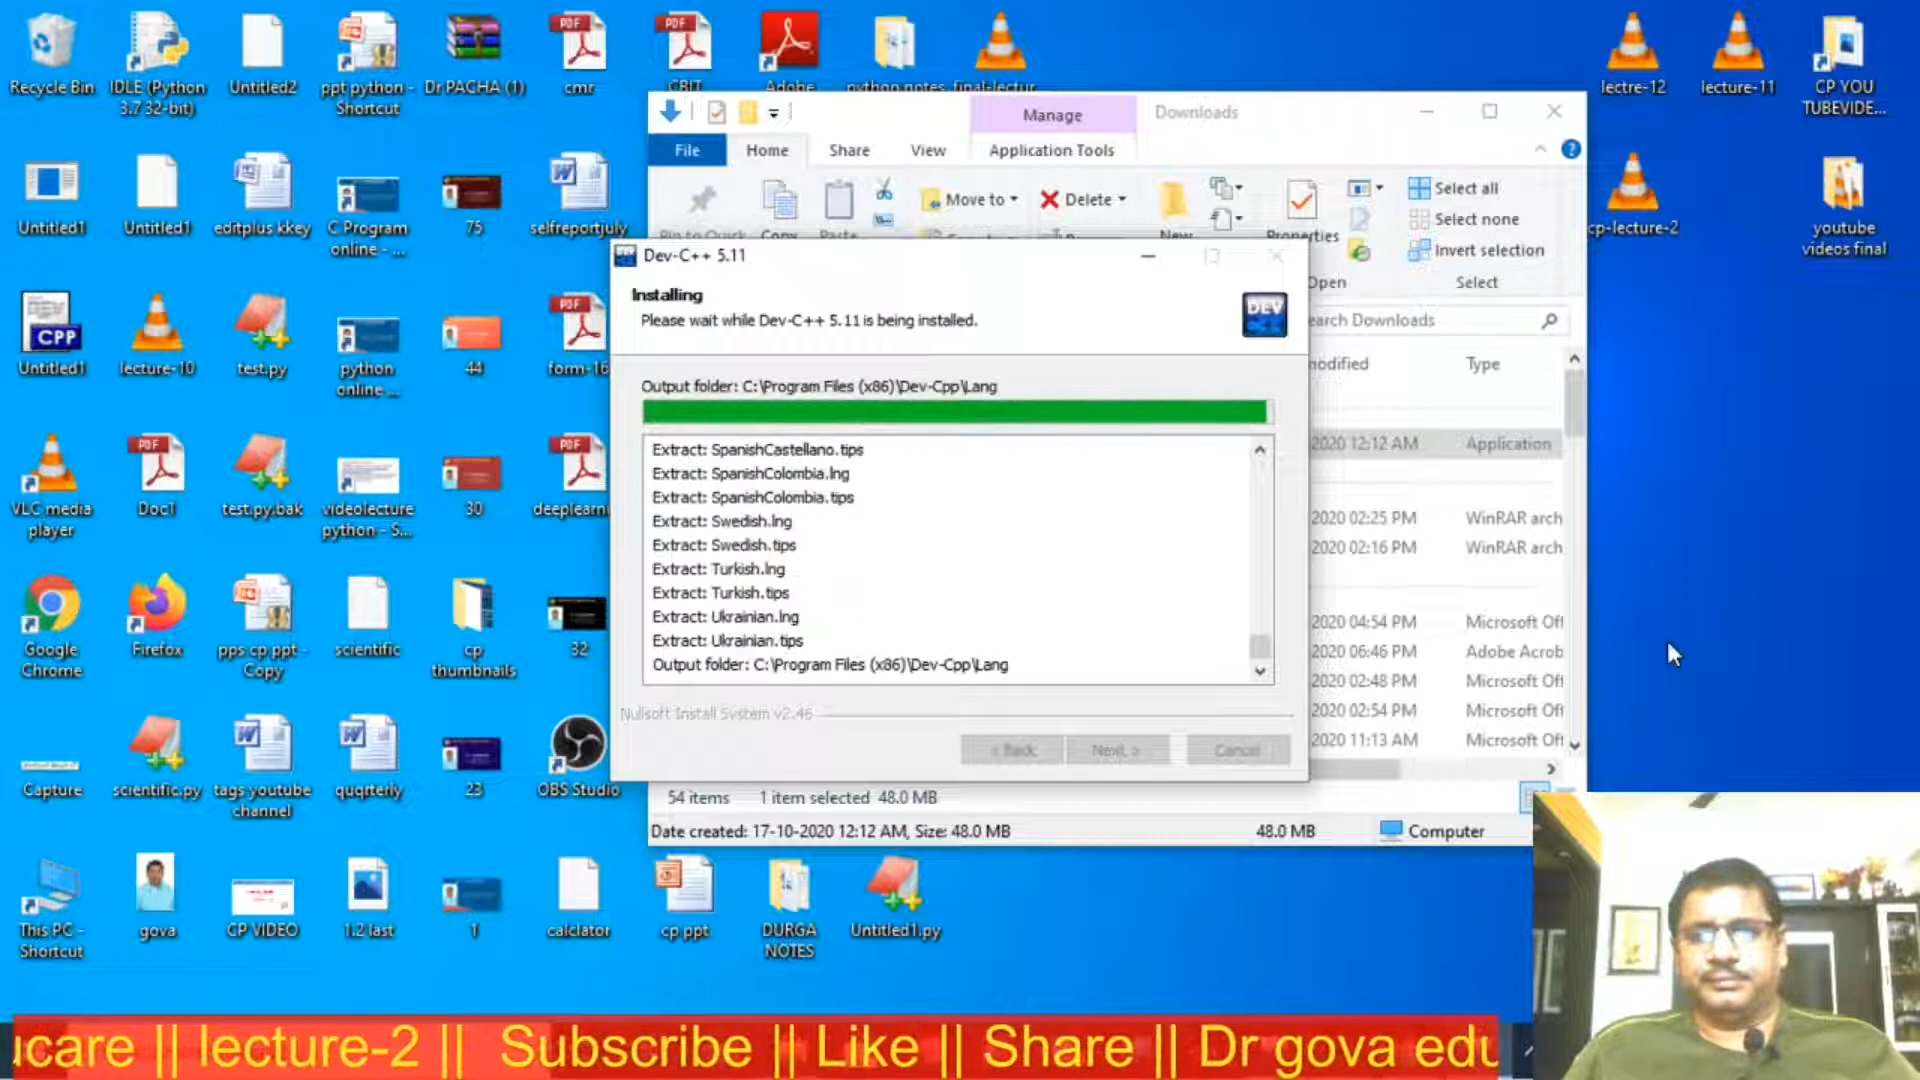 Recycle Bin
IDLE (Python
3.7 32-bit)
Untitled2
ppt python -
Shortcut
Dr PACHA (1)
cmr
CBIT
Adobe
python notes
final-lectur
lectre-12
lecture-11
CP YOU
TUBEVIDE...
Manage
Downloads
File
Home
Share
View
Application Tools
Move to
Delete
Select all
Select none
Invert selection
Pin to Quick
Copy
Paste
New
Properties
Open
Select
Untitled1
Untitled1
editplus kkey
C Program
online - ...
75
selfreportjuly
cp-lecture-2
youtube
videos final
Dev-C++ 5.11
Installing
Please wait while Dev-C++ 5.11 is being installed.
DEV
C++
Output folder: C:\Program Files (x86)\Dev-Cpp\Lang
Extract: SpanishCastellano.tips
Extract: SpanishColombia.lng
Extract: SpanishColombia.tips
Extract: Swedish.lng
Extract: Swedish.tips
Extract: Turkish.lng
Extract: Turkish.tips
Extract: Ukrainian.lng
Extract: Ukrainian.tips
Output folder: C:\Program Files (x86)\Dev-Cpp\Lang
Nullsoft Install System v2.46
< Back
Next >
Cancel
earch Downloads
modified
Type
2020 12:12 AM Application
2020 02:25 PM WinRAR arch
2020 02:16 PM WinRAR arch
2020 04:54 PM Microsoft Off
2020 06:46 PM Adobe Acrob
2020 02:48 PM Microsoft Off
2020 02:54 PM Microsoft Off
2020 11:13 AM Microsoft Off
54 items 1 item selected 48.0 MB
Date created: 17-10-2020 12:12 AM, Size: 48.0 MB
48.0 MB
Computer
CPP
Untitled1
lecture-10
test.py
python
online ...
44
form-16
VLC media
player
Doc1
test.py.bak
videolecture
python - S...
30
deeplearni
Google
Chrome
Firefox
pps cp ppt -
Copy
scientific
cp
thumbnails
32
Capture
scientific.py
tags youtube
channel
quqrterly
23
OBS Studio
This PC -
Shortcut
gova
CP VIDEO
1.2 last
1
calclator
cp ppt
DURGA
NOTES
Untitled1.py
ucare || lecture-2 || Subscribe || Like || Share || Dr gova edu